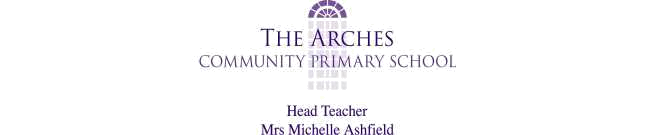 THE ARCHES
COMMUNITY PRIMARY SCHOOL
Head Teacher
Mrs Michelle Ashfield